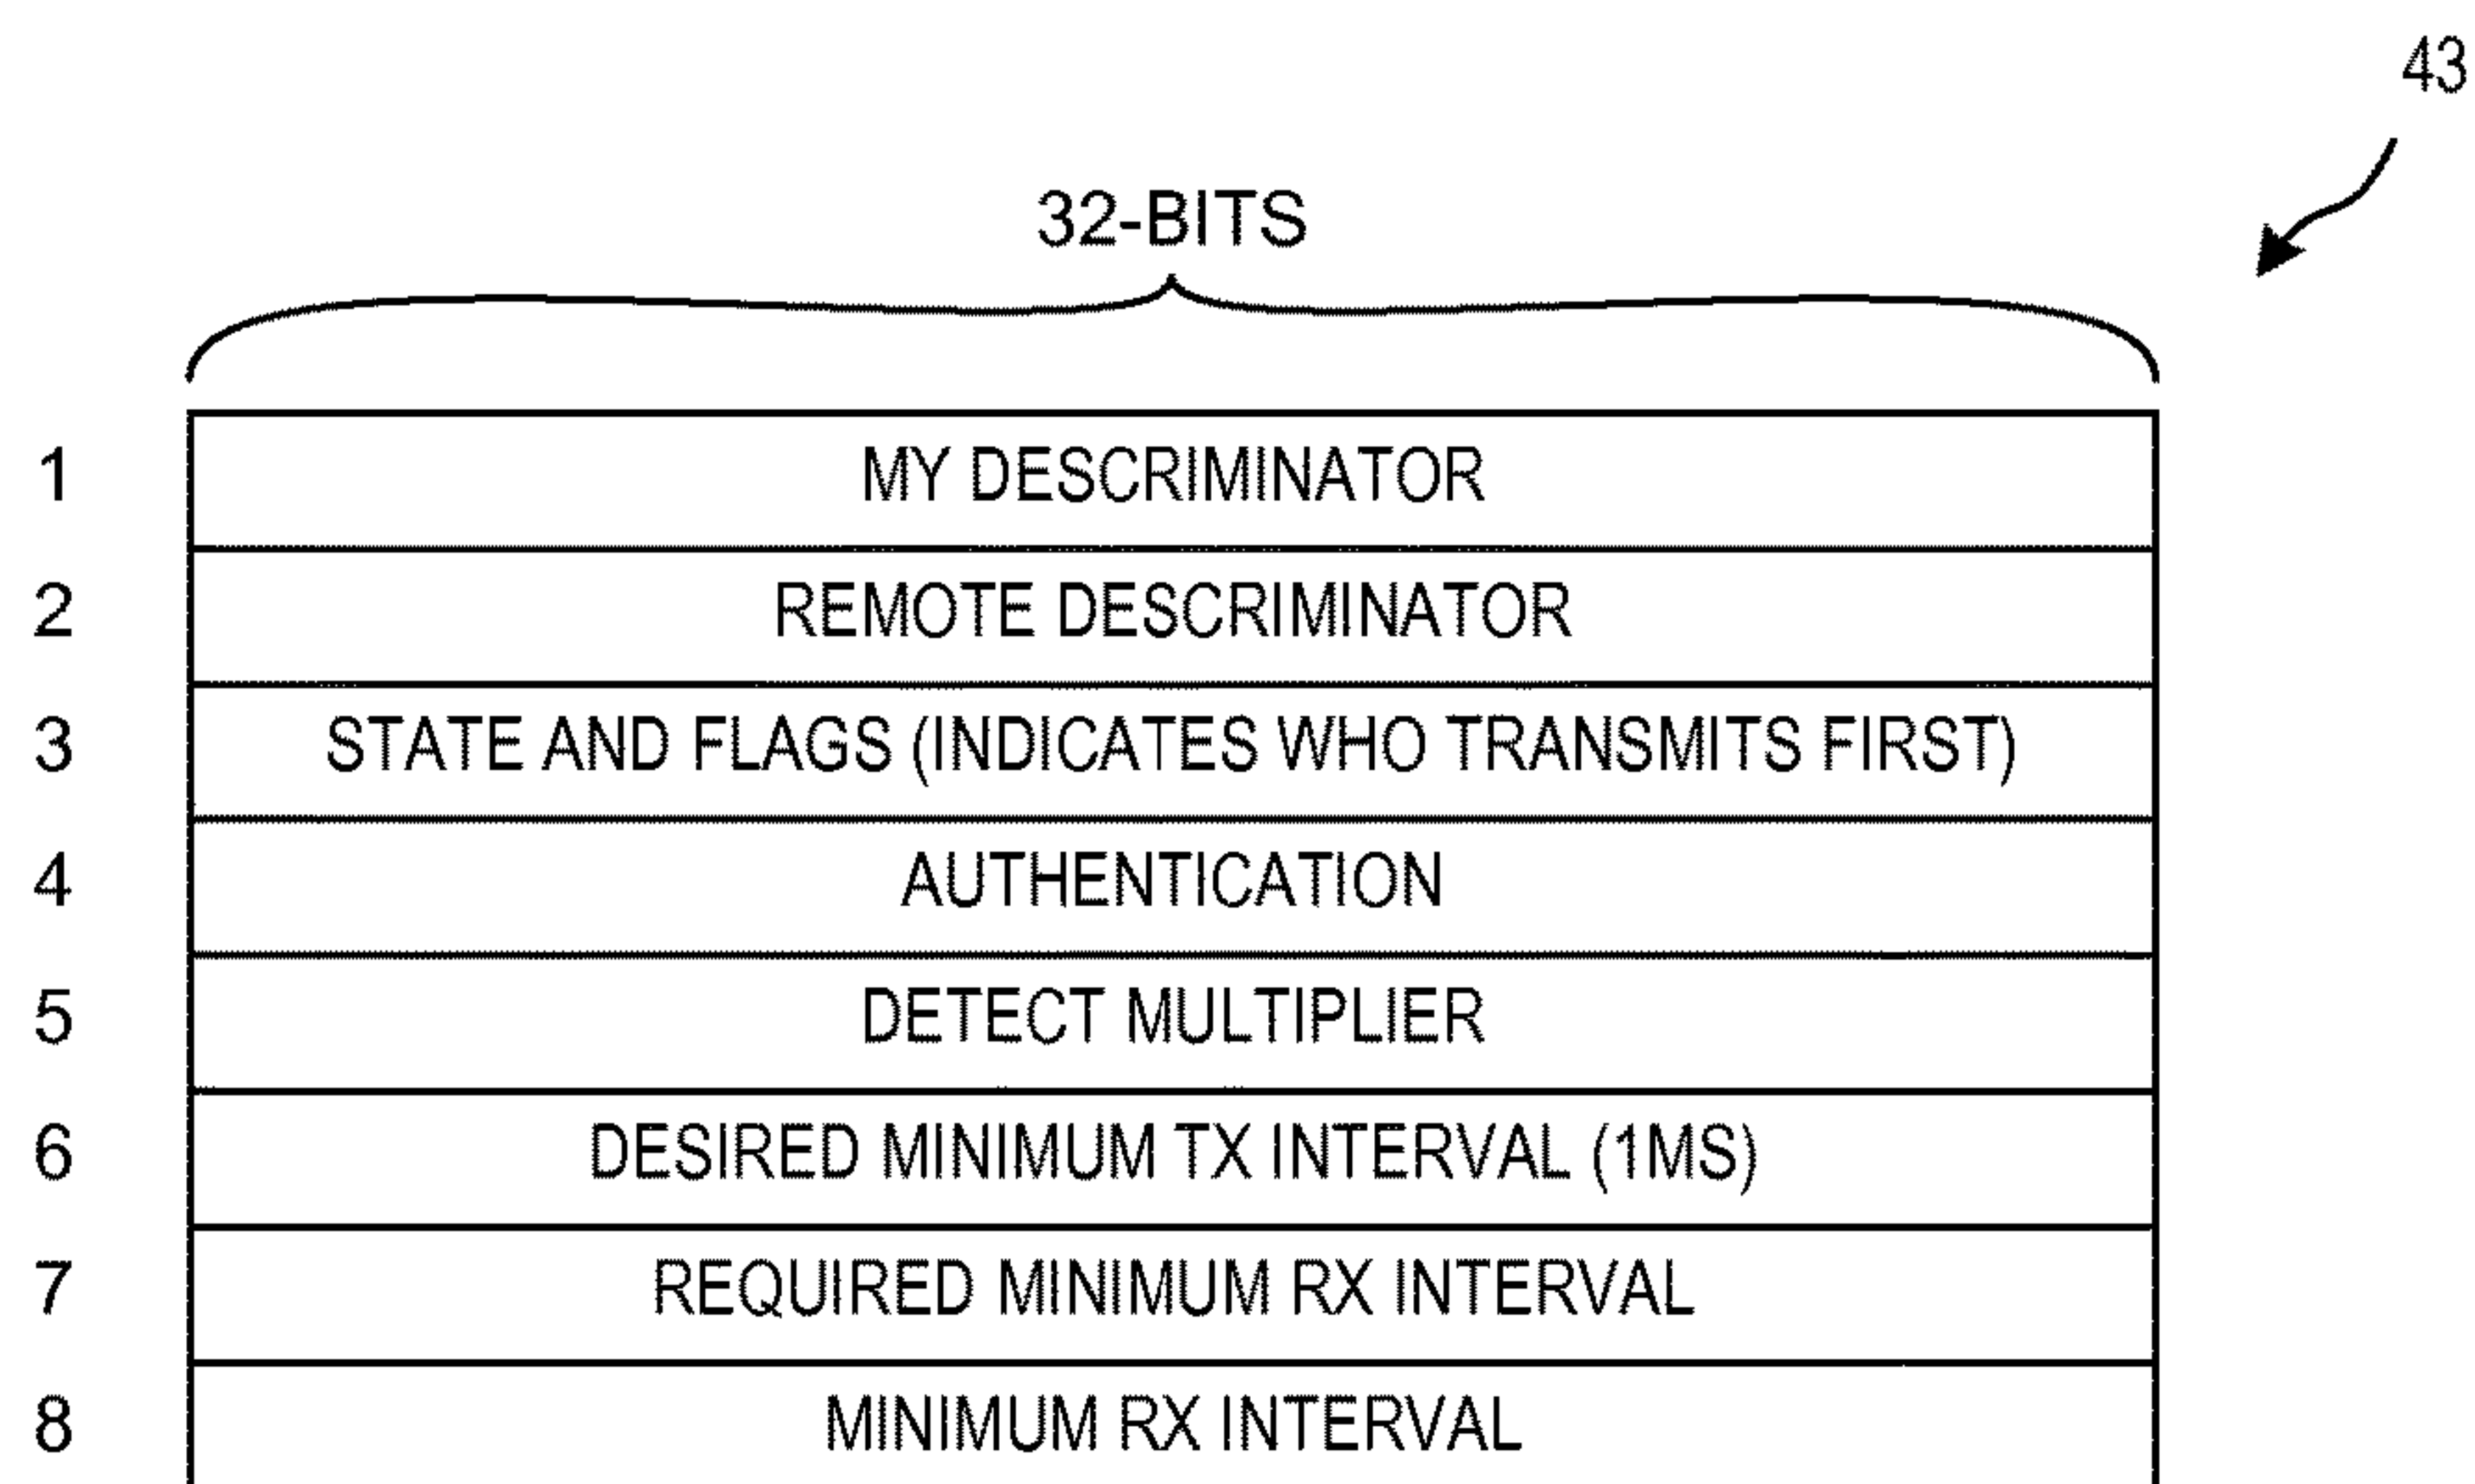 43
32-BITS
1 MY DESCRIMINATOR
2 REMOTE DESCRIMINATOR
3 STATE AND FLAGS (INDICATES WHO TRANSMITS FIRST)
4 AUTHENTICATION
5 DETECT MULTIPLIER
6 DESIRED MINIMUM TX INTERVAL (1MS)
7 REQUIRED MINIMUM RX INTERVAL
8 MINIMUM RX INTERVAL